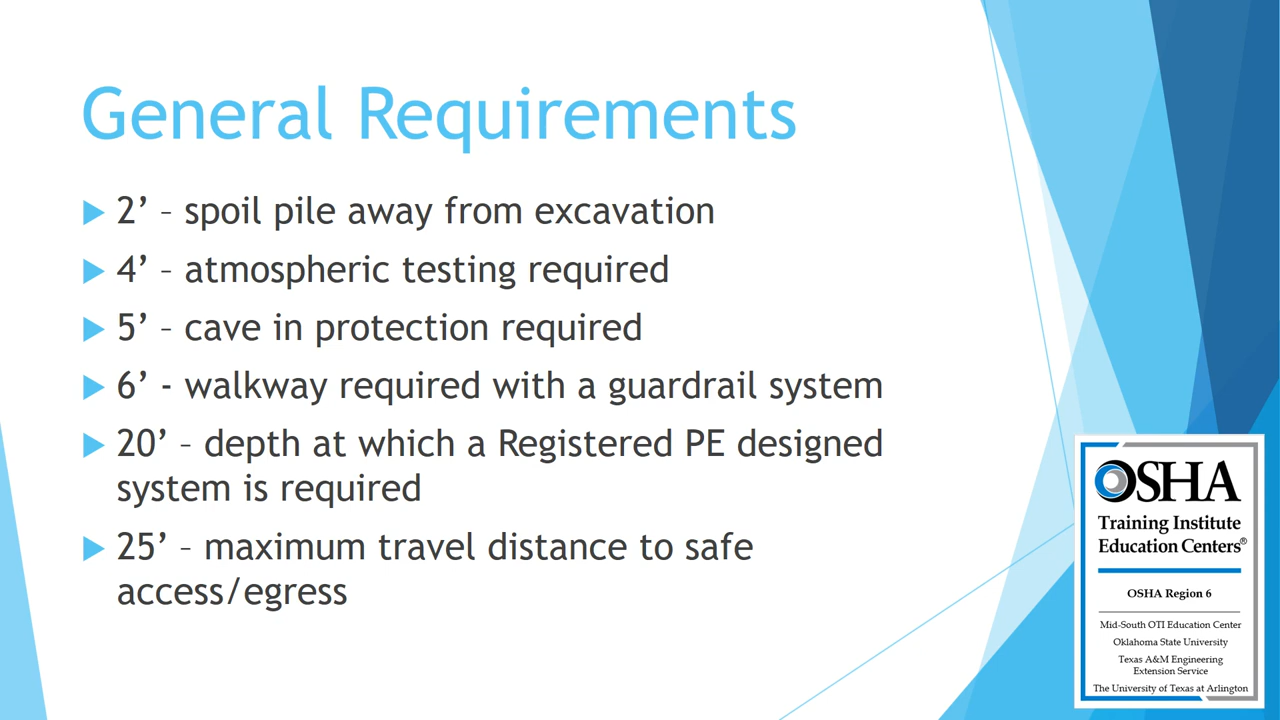 General Requirements
2’ – spoil pile away from excavation
4’ – atmospheric testing required
5’ – cave in protection required
6’ - walkway required with a guardrail system
20’ – depth at which a Registered PE designed
system is required
25’ – maximum travel distance to safe
access/egress
OSHA
Training Institute
Education Centers®
OSHA Region 6
Mid-South OTI Education Center
Oklahoma State University
Texas A&M Engineering
Extension Service
The University of Texas at Arlington